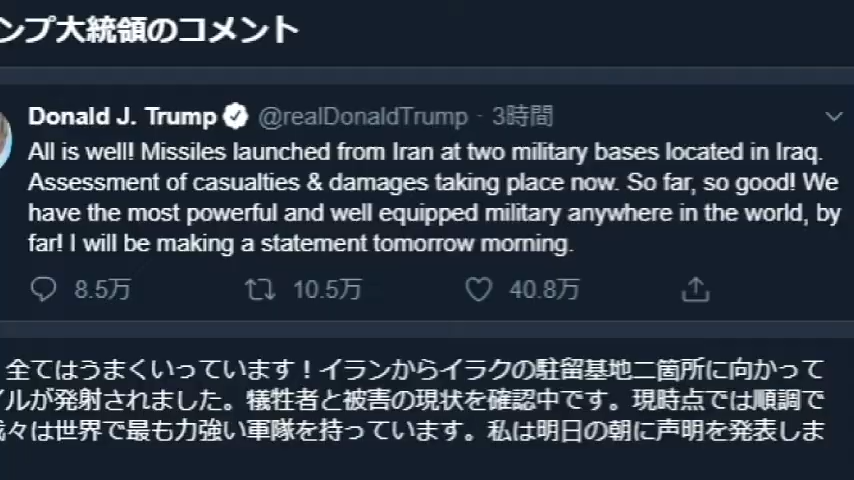 ンプ大統領のコメント
Donald J. Trump @realDonaldTrump · 3時間
All is well! Missiles launched from Iran at two military bases located in Iraq.
Assessment of casualties & damages taking place now. So far, so good! We
have the most powerful and well equipped military anywhere in the world, by
far! I will be making a statement tomorrow morning.
8.5万 10.5万 40.8万
全てはうまくいっています！イランからイラクの駐留基地二箇所に向かって
イルが発射されました。犠牲者と被害の現状を確認中です。現時点では順調で
々は世界で最も力強い軍隊を持っています。私は明日の朝に声明を発表しま